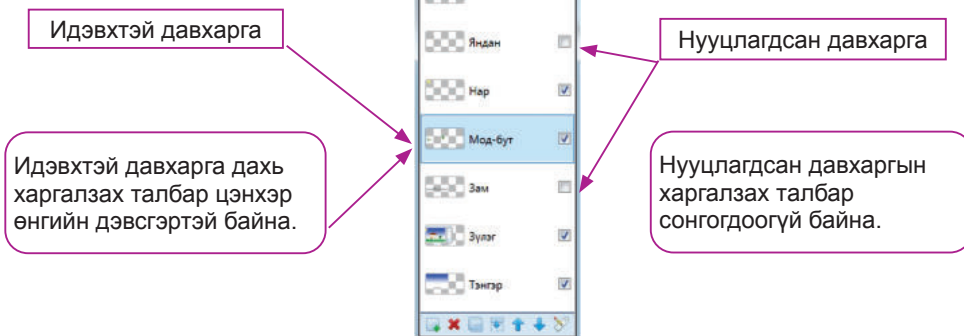 Идэвхтэй давхарга
Идэвхтэй давхарга дахь
харгалзах талбар цэнхэр
өнгийн дэвсгэртэй байна.
Яндан
Нар
Мод-бут
Зам
Зүлэг
Тэнгэр
Нууцлагдсан давхарга
Нууцлагдсан давхаргын
харгалзах талбар
сонгогдоогүй байна.